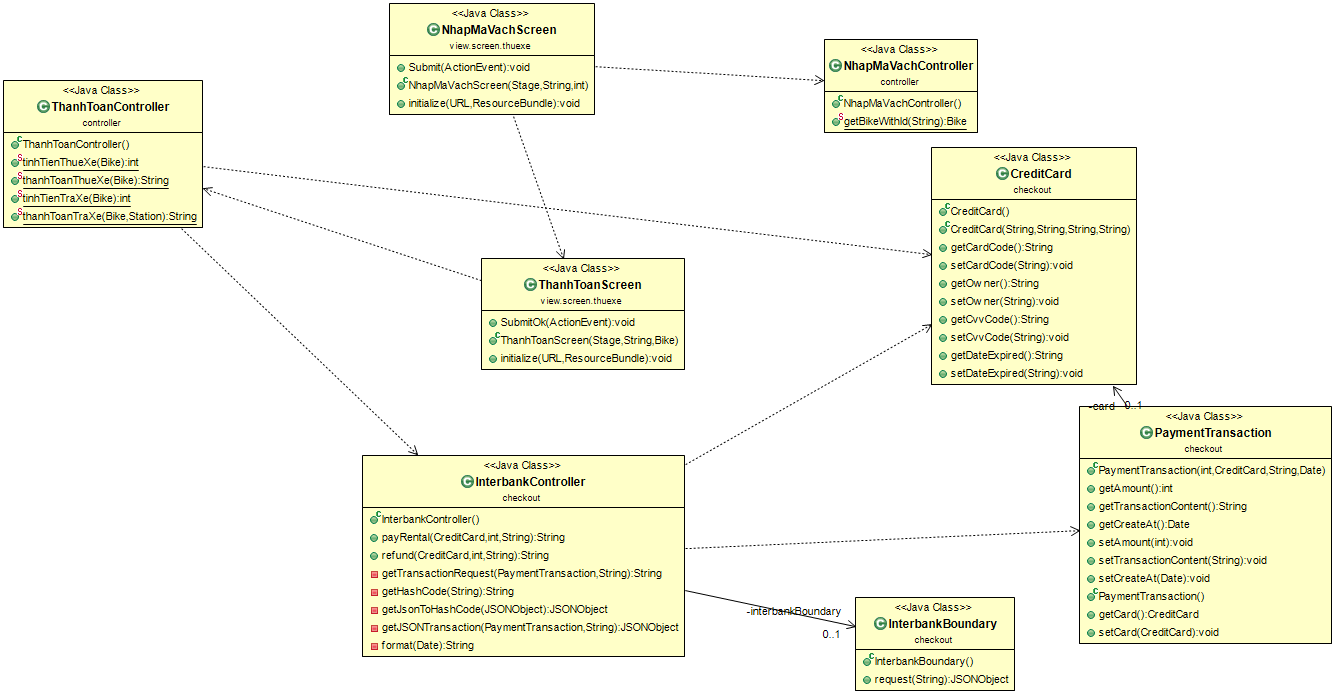 <<Java Class>>
NhapMaVachScreen
view.screen.thuexe
Submit(ActionEvent):void
NhapMaVachScreen(Stage,String,int)
initialize(URL,ResourceBundle):void
<<Java Class>>
NhapMaVachController
controller
NhapMaVachController()
getBikeWithId(String):Bike
<<Java Class>>
ThanhToanController
controller
ThanhToanController()
tinhTienThueXe(Bike):int
thanhToanThueXe(Bike):String
tinhTienTraXe(Bike):int
thanhToanTraXe(Bike,Station):String
<<Java Class>>
CreditCard
checkout
CreditCard()
CreditCard(String,String,String,String)
getCardCode():String
setCardCode(String):void
getOwner():String
setOwner(String):void
getCvvCode():String
setCvvCode(String):void
getDateExpired():String
setDateExpired(String):void
<<Java Class>>
ThanhToanScreen
view.screen.thuexe
SubmitOk(ActionEvent):void
ThanhToanScreen(Stage,String,Bike)
initialize(URL,ResourceBundle):void
-card 0..1
<<Java Class>>
PaymentTransaction
checkout
PaymentTransaction(int,CreditCard,String,Date)
getAmount():int
getTransactionContent():String
getCreateAt():Date
setAmount(int):void
setTransactionContent(String):void
setCreateAt(Date):void
PaymentTransaction()
getCard():CreditCard
setCard(CreditCard):void
<<Java Class>>
InterbankController
checkout
InterbankController()
payRental(CreditCard,int,String):String
refund(CreditCard,int,String):String
getTransactionRequest(PaymentTransaction,String):String
getHashCode(String):String
getJsonToHashCode(JSONObject):JSONObject
getJSONTransaction(PaymentTransaction,String):JSONObject
format(Date):String
-interbankBoundary
0..1
<<Java Class>>
InterbankBoundary
checkout
InterbankBoundary()
request(String):JSONObject